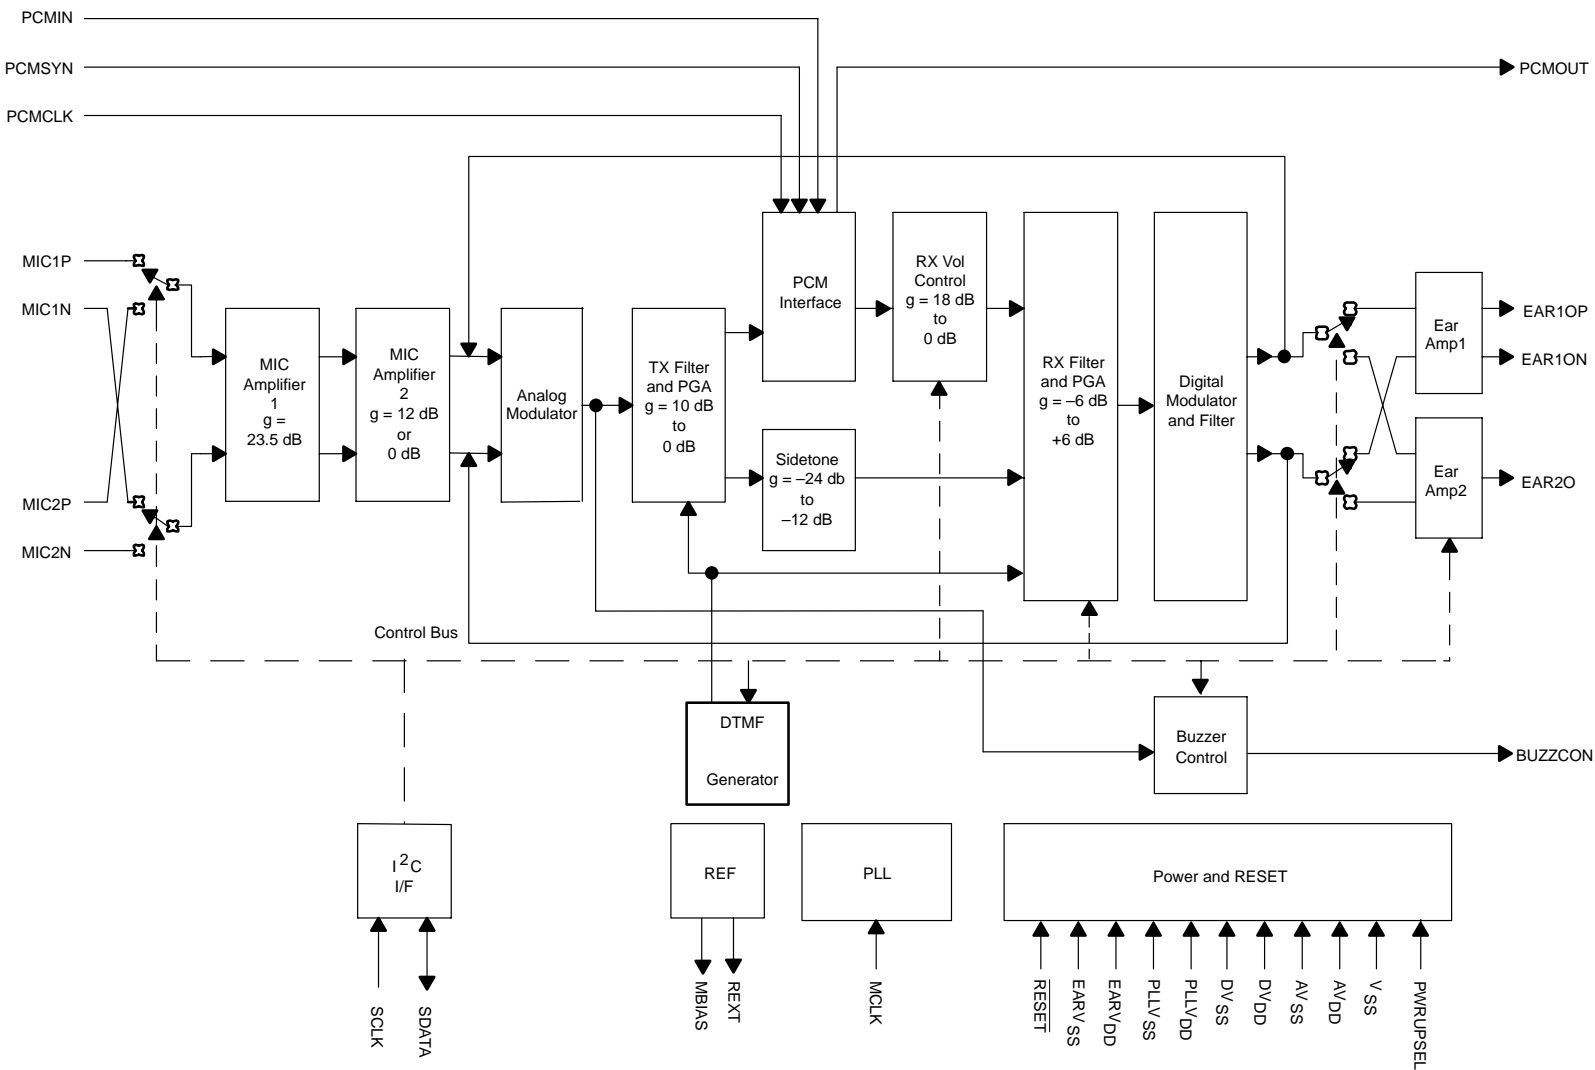 PCMIN
PCMSYN
PCMCLK
PCMOUT
MIC1P
MIC1N
MIC2P
MIC2N
MIC
Amplifier
1
g =
23.5 dB
MIC
Amplifier
2
g = 12 dB
or
0 dB
Analog
Modulator
TX Filter
and PGA
g = 10 dB
to
0 dB
PCM
Interface
Sidetone
g = –24 db
to
–12 dB
RX Vol
Control
g = 18 dB
to
0 dB
RX Filter
and PGA
g = –6 dB
to
+6 dB
Digital
Modulator
and Filter
Ear
Amp1
Ear
Amp2
EAR1OP
EAR1ON
EAR2O
Control Bus
DTMF
Generator
Buzzer
Control
BUZZCON
I2C
I/F
REF
PLL
Power and RESET
SCLK
SDATA
MBIAS
REXT
MCLK
RESET
EARVSS
EARVDD
PLLVSS
PLLVDD
DVSS
DVDD
AVSS
AVDD
VSS
PWRUPSEL